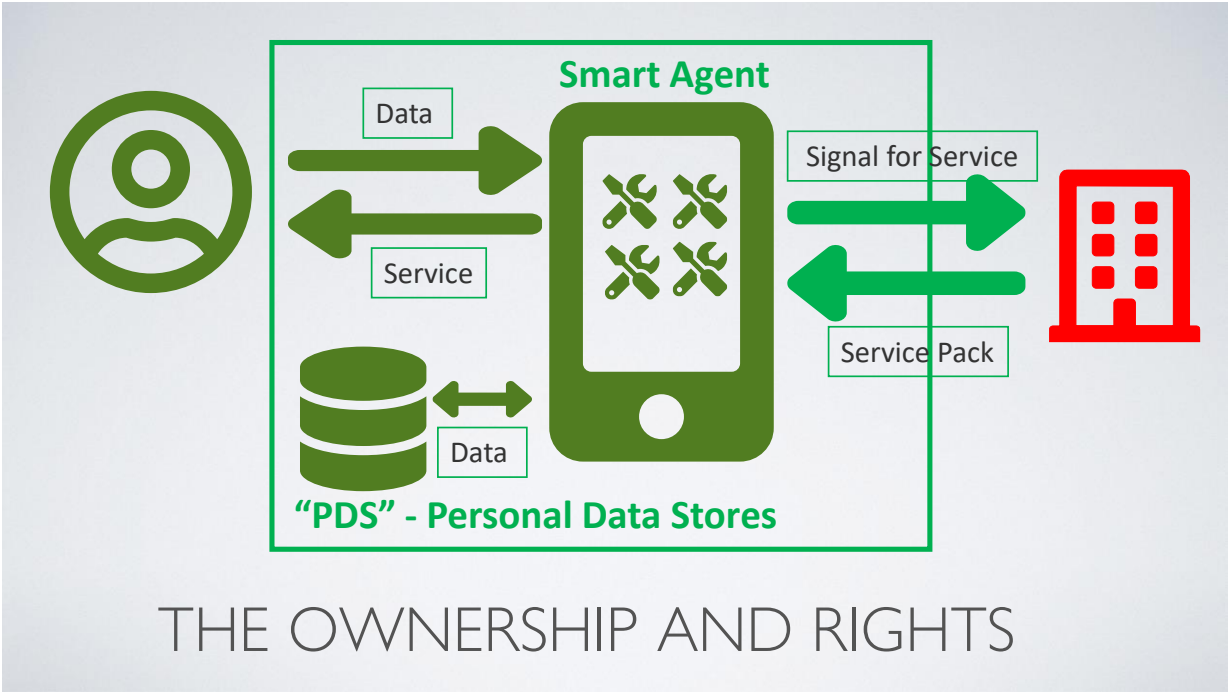 Smart Agent
Data
Signal for Service
Service
Service Pack
Data
“PDS” - Personal Data Stores
THE OWNERSHIP AND RIGHTS